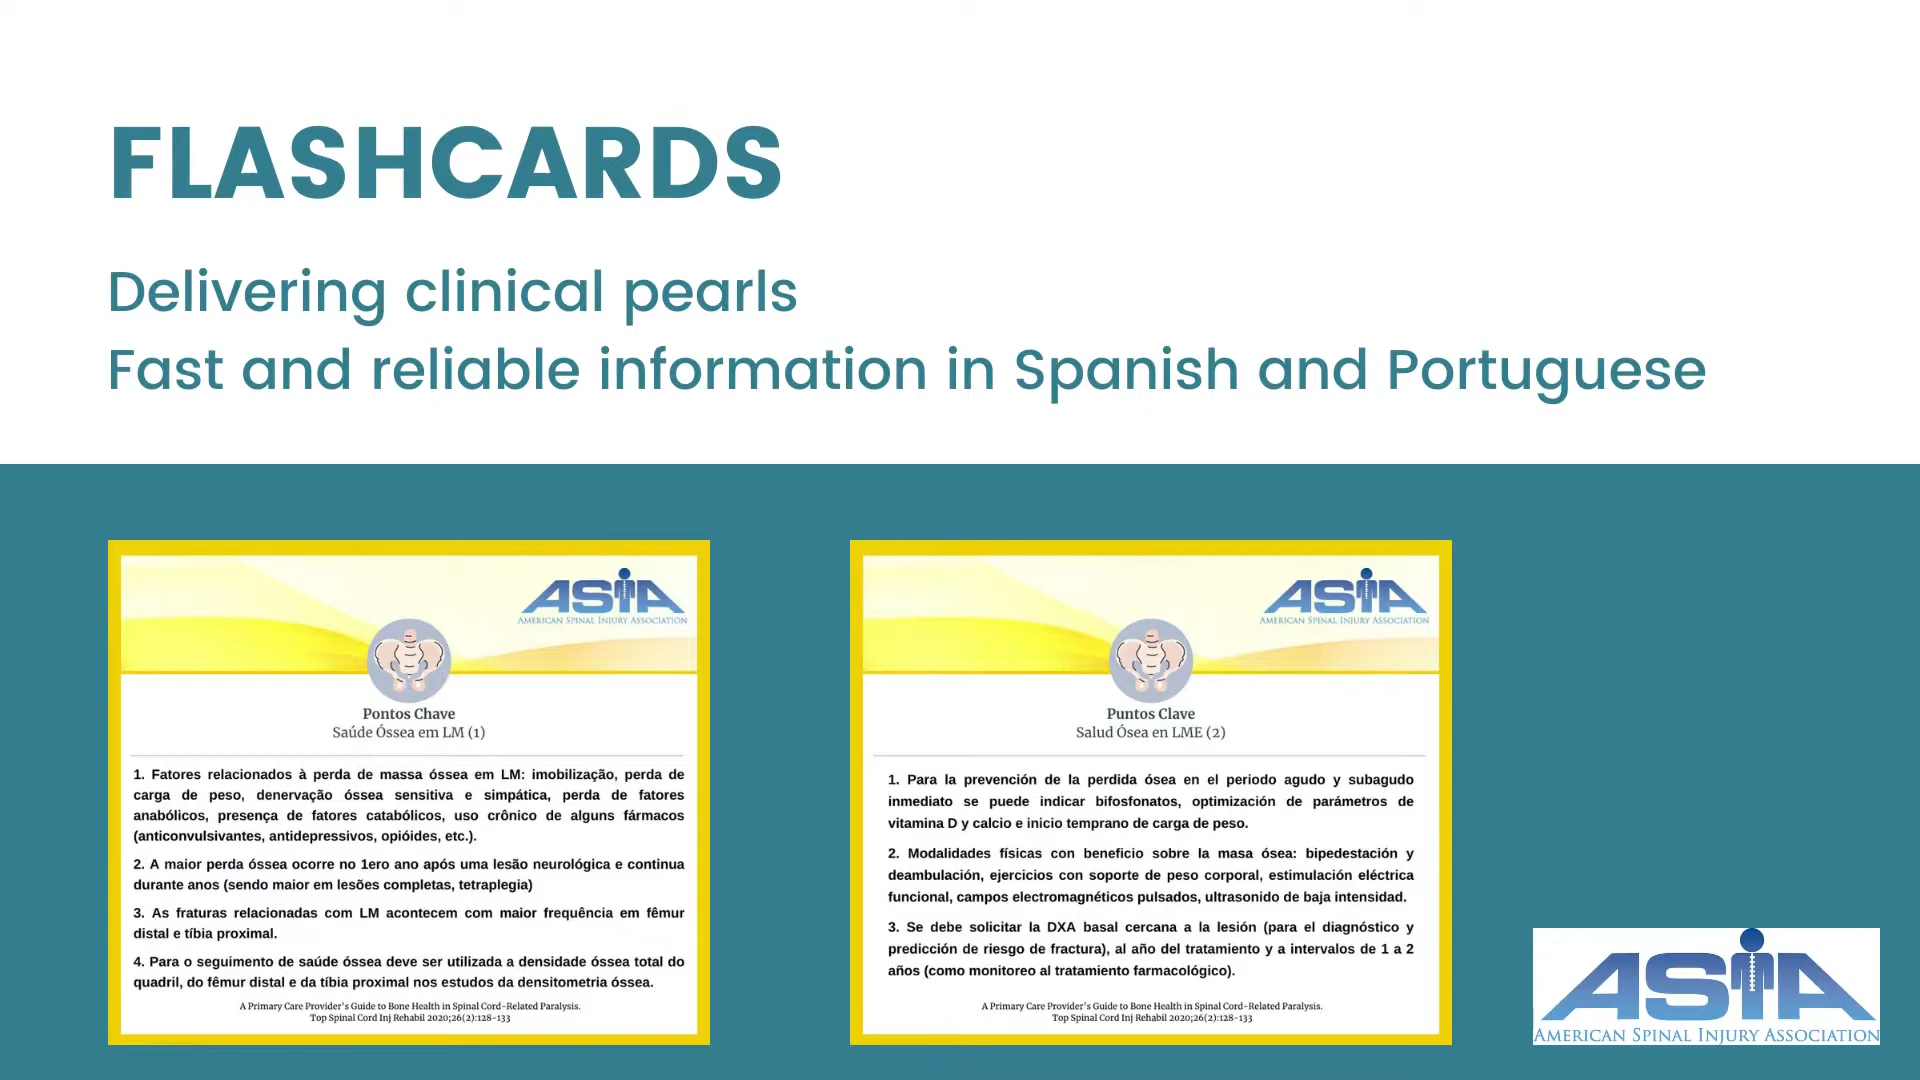 FLASHCARDS
Delivering clinical pearls
Fast and reliable information in Spanish and Portuguese
ASIA
AMERICAN SPINAL INJURY ASSOCIATION
Pontos Chave
Saúde Óssea em LM (1)
1. Fatores relacionados à perda de massa óssea em LM: imobilização, perda de
carga de peso, denervação óssea sensitiva e simpática, perda de fatores
anabólicos, presença de fatores catabólicos, uso crônico de alguns fármacos
(anticonvulsivantes, antidepressivos, opióides, etc.).
2. A maior perda óssea ocorre no 1ero ano após uma lesão neurológica e continua
durante anos (sendo maior em lesões completas, tetraplegia)
3. As fraturas relacionadas com LM acontecem com maior frequência em fêmur
distal e tíbia proximal.
4. Para o seguimento de saúde óssea deve ser utilizada a densidade óssea total do
quadril, do fêmur distal e da tíbia proximal nos estudos da densitometria óssea.
A Primary Care Provider's Guide to Bone Health in Spinal Cord-Related Paralysis.
Top Spinal Cord Inj Rehabil 2020;26(2):128-133
ASIA
AMERICAN SPINAL INJURY ASSOCIATION
Puntos Clave
Salud Ósea en LME (2)
1. Para la prevención de la perdida ósea en el periodo agudo y subagudo
inmediato se puede indicar bifosfonatos, optimización de parámetros de
vitamina D y calcio e inicio temprano de carga de peso.
2. Modalidades físicas con beneficio sobre la masa ósea: bipedestación y
deambulación, ejercicios con soporte de peso corporal, estimulación eléctrica
funcional, campos electromagnéticos pulsados, ultrasonido de baja intensidad.
3. Se debe solicitar la DXA basal cercana a la lesión (para el diagnóstico y
predicción de riesgo de fractura), al año del tratamiento y a intervalos de 1 a 2
años (como monitoreo al tratamiento farmacológico).
A Primary Care Provider's Guide to Bone Health in Spinal Cord-Related Paralysis.
Top Spinal Cord Inj Rehabil 2020;26(2):128-133
ASIA
AMERICAN SPINAL INJURY ASSOCIATION